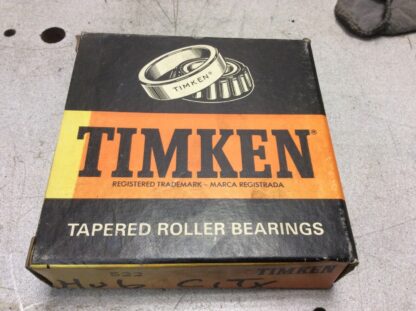 TIMKEN®
TIMKEN®
REGISTERED TRADEMARK - MARCA REGISTRADA
TAPERED ROLLER BEARINGS
522
TIMKEN
Hub City